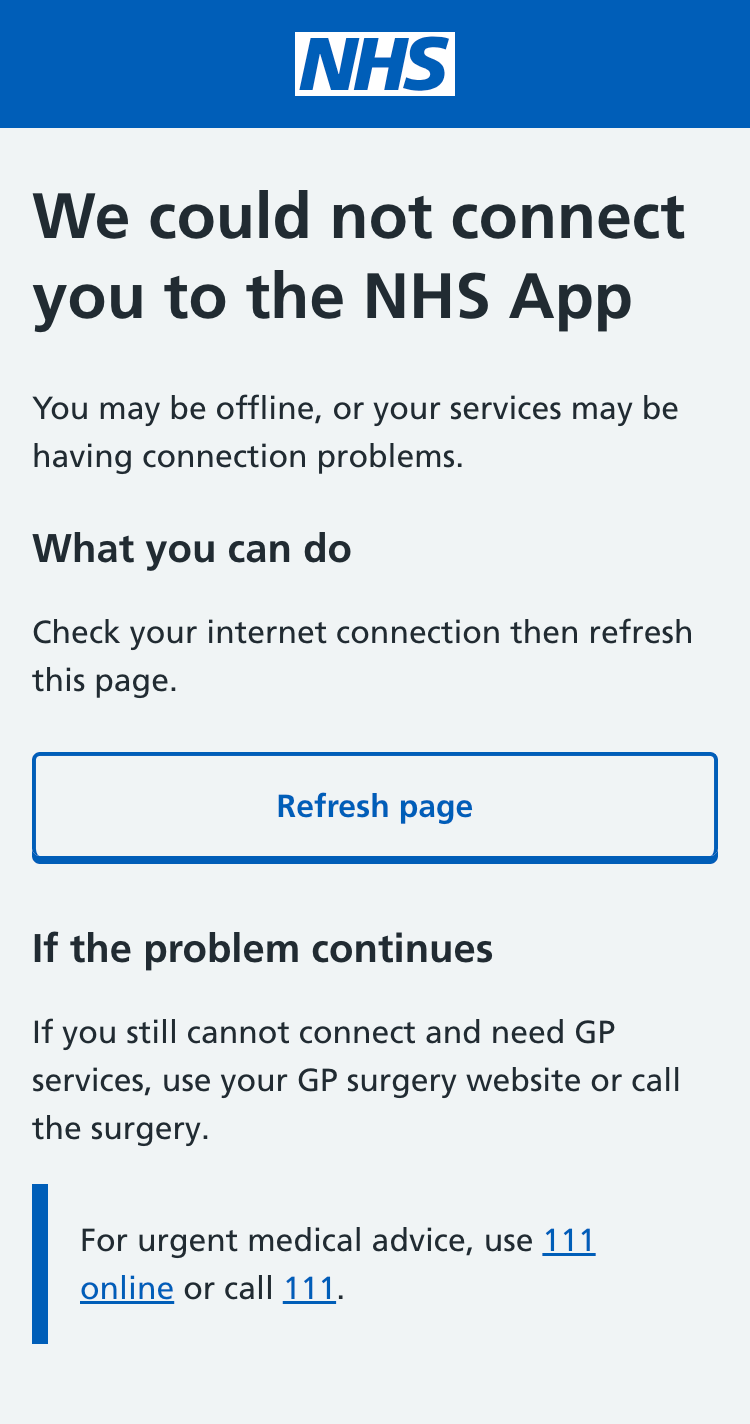 NHS
We could not connect
you to the NHS App
You may be offline, or your services may be
having connection problems.
What you can do
Check your internet connection then refresh
this page.
Refresh page
If the problem continues
If you still cannot connect and need GP
services, use your GP surgery website or call
the surgery.
For urgent medical advice, use 111
online or call 111.